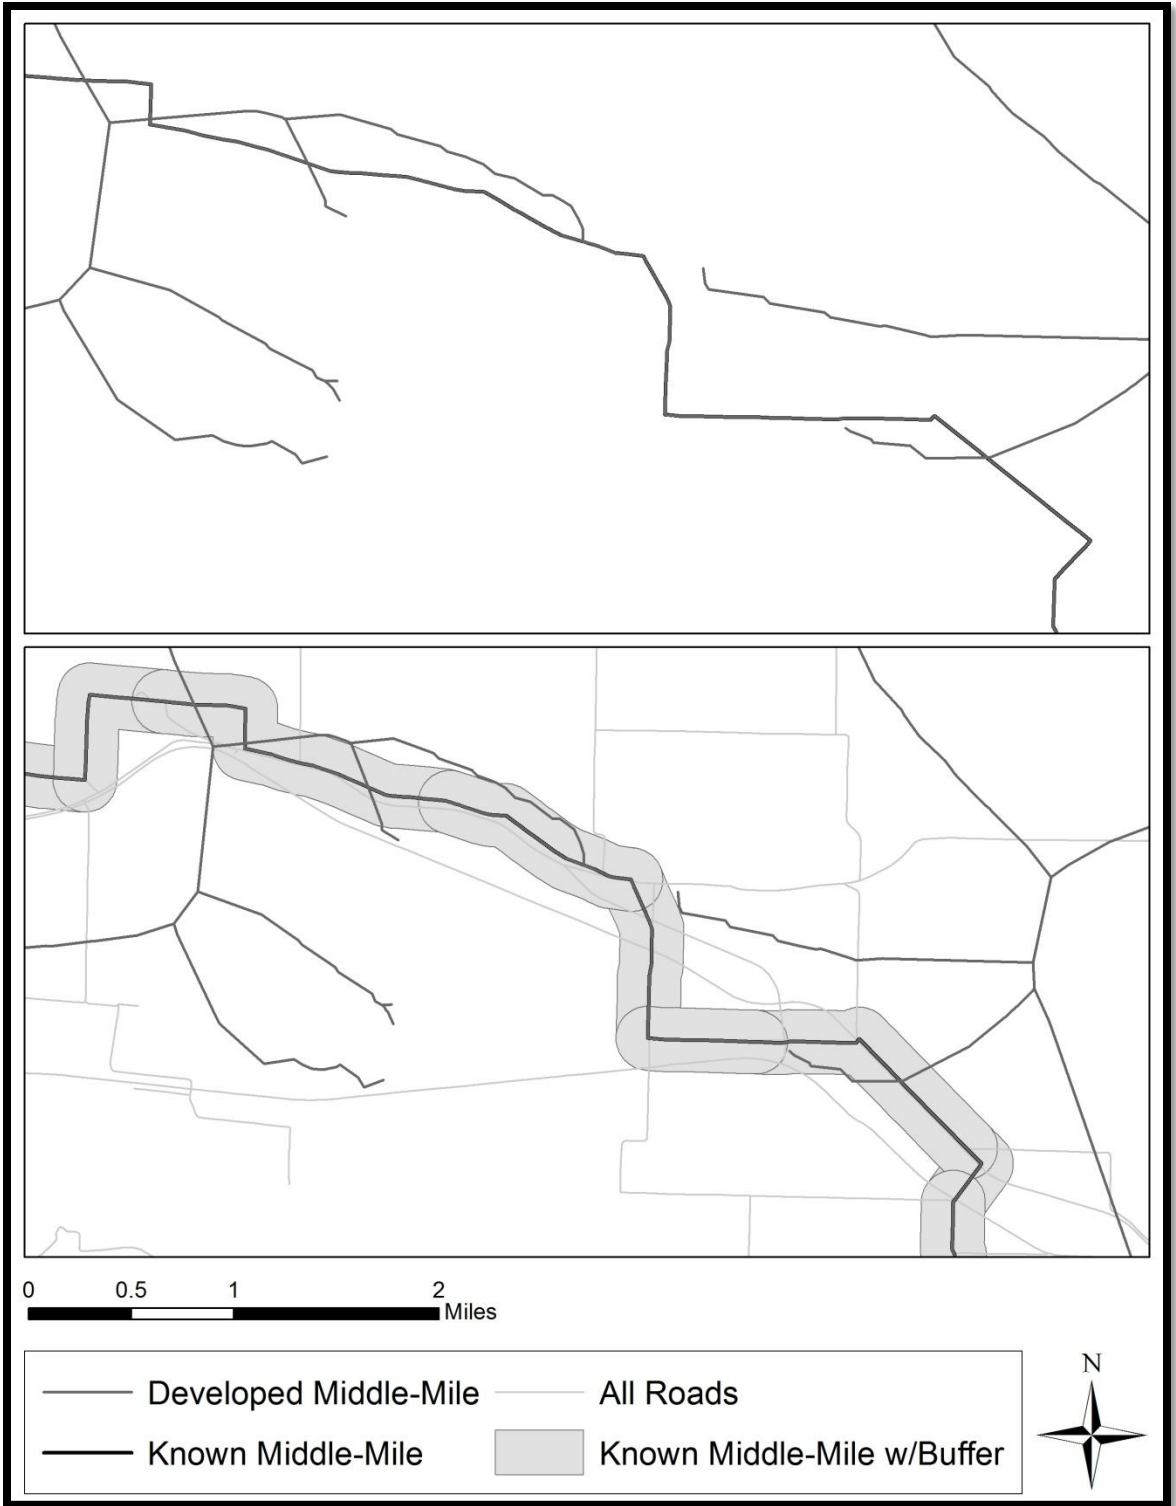 0 0.5 1 2
Miles
Developed Middle-Mile All Roads
Known Middle-Mile Known Middle-Mile w/Buffer
N